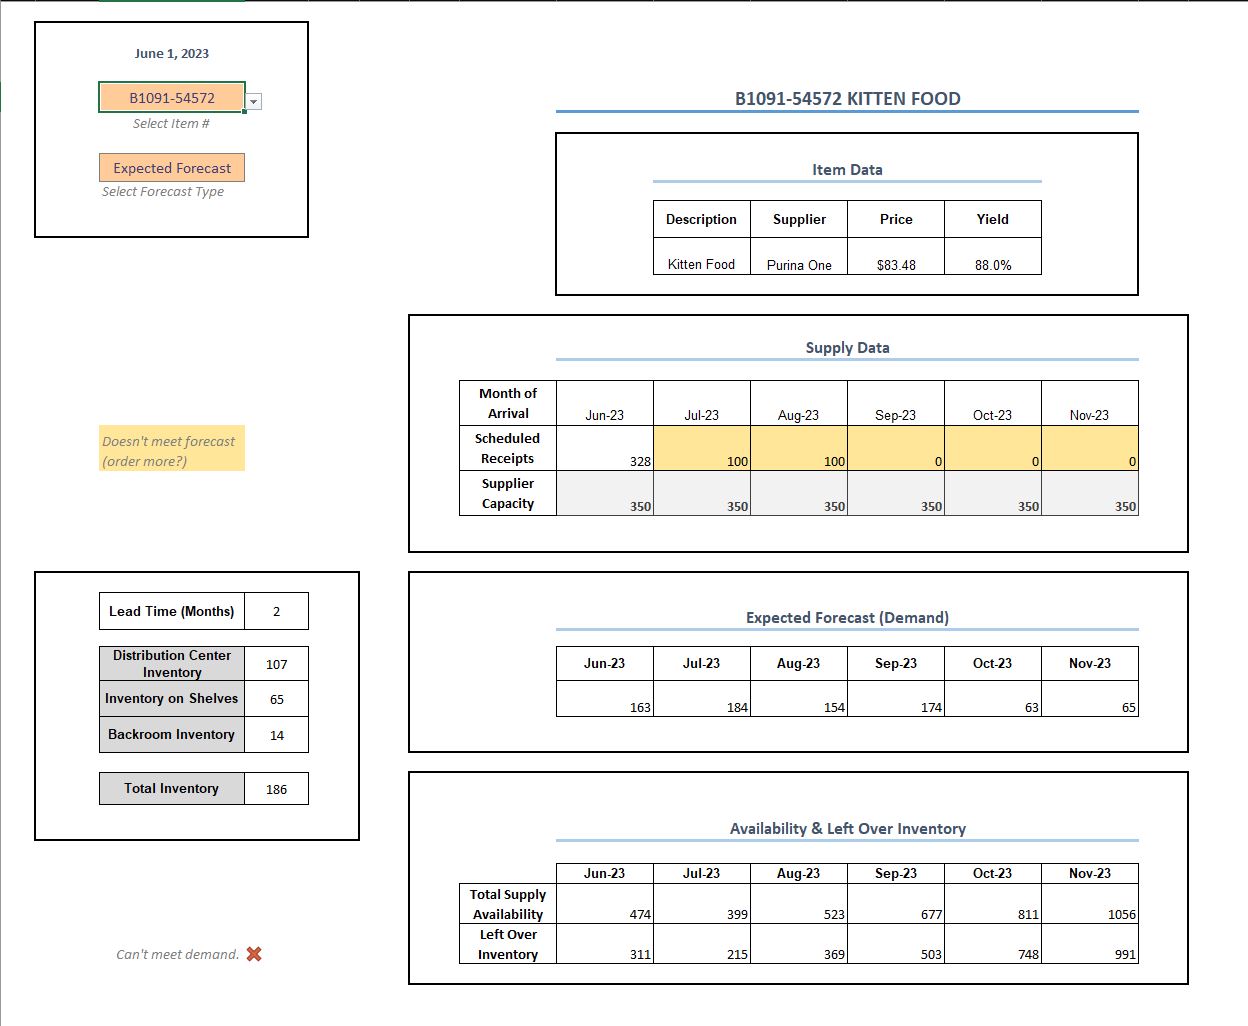 June 1, 2023
B1091-54572
Select Item #
Expected Forecast
Select Forecast Type
B1091-54572 KITTEN FOOD
Item Data
Description Supplier Price Yield
Kitten Food Purina One $83.48 88.0%
Supply Data
Month of
Arrival Jun-23 Jul-23 Aug-23 Sep-23 Oct-23 Nov-23
Scheduled
Receipts 328 100 100 0 0 0
Supplier
Capacity 350 350 350 350 350 350
Doesn't meet forecast
(order more?)
Lead Time (Months) 2
Distribution Center
Inventory 107
Inventory on Shelves 65
Backroom Inventory 14
Total Inventory 186
Expected Forecast (Demand)
Jun-23 Jul-23 Aug-23 Sep-23 Oct-23 Nov-23
163 184 154 174 63 65
Availability & Left Over Inventory
Jun-23 Jul-23 Aug-23 Sep-23 Oct-23 Nov-23
Total Supply
Availability 474 399 523 677 811 1056
Left Over
Inventory 311 215 369 503 748 991
Can't meet demand.